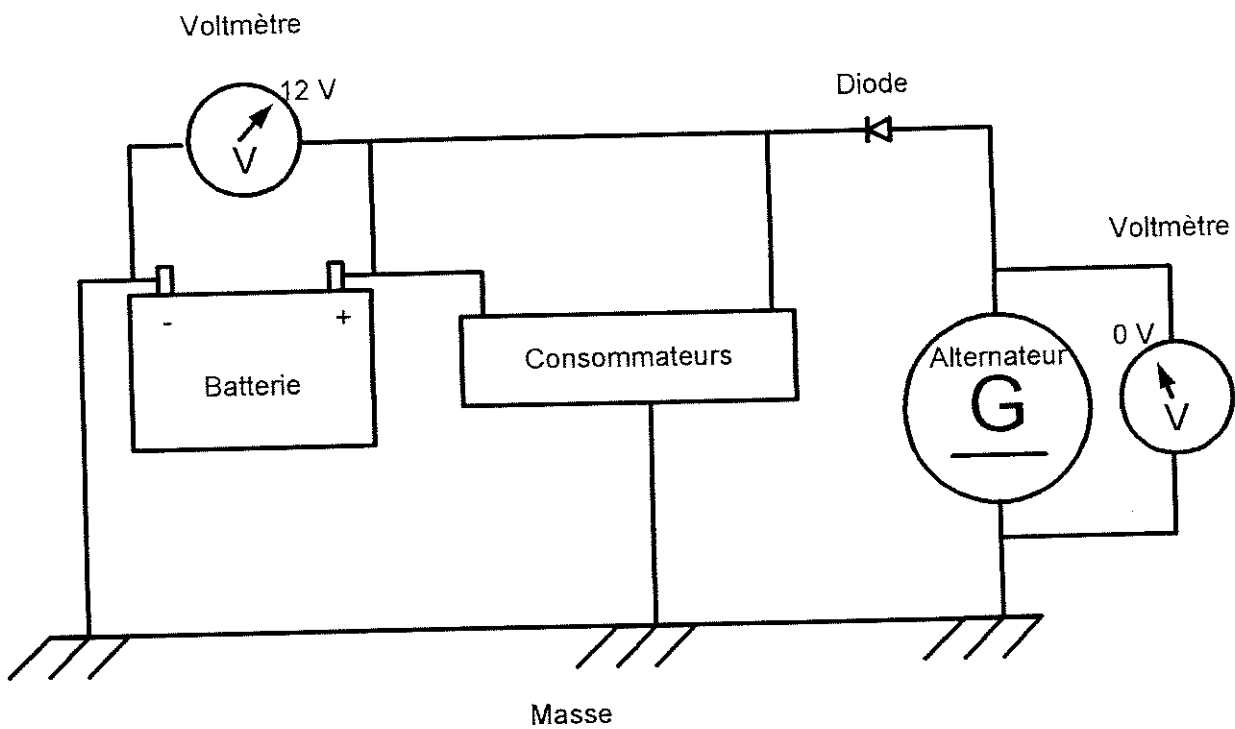 Voltmètre
12 V
V
Diode
Voltmètre
- +
Batterie
Consommateurs
Alternateur
G
0 V
V
Masse